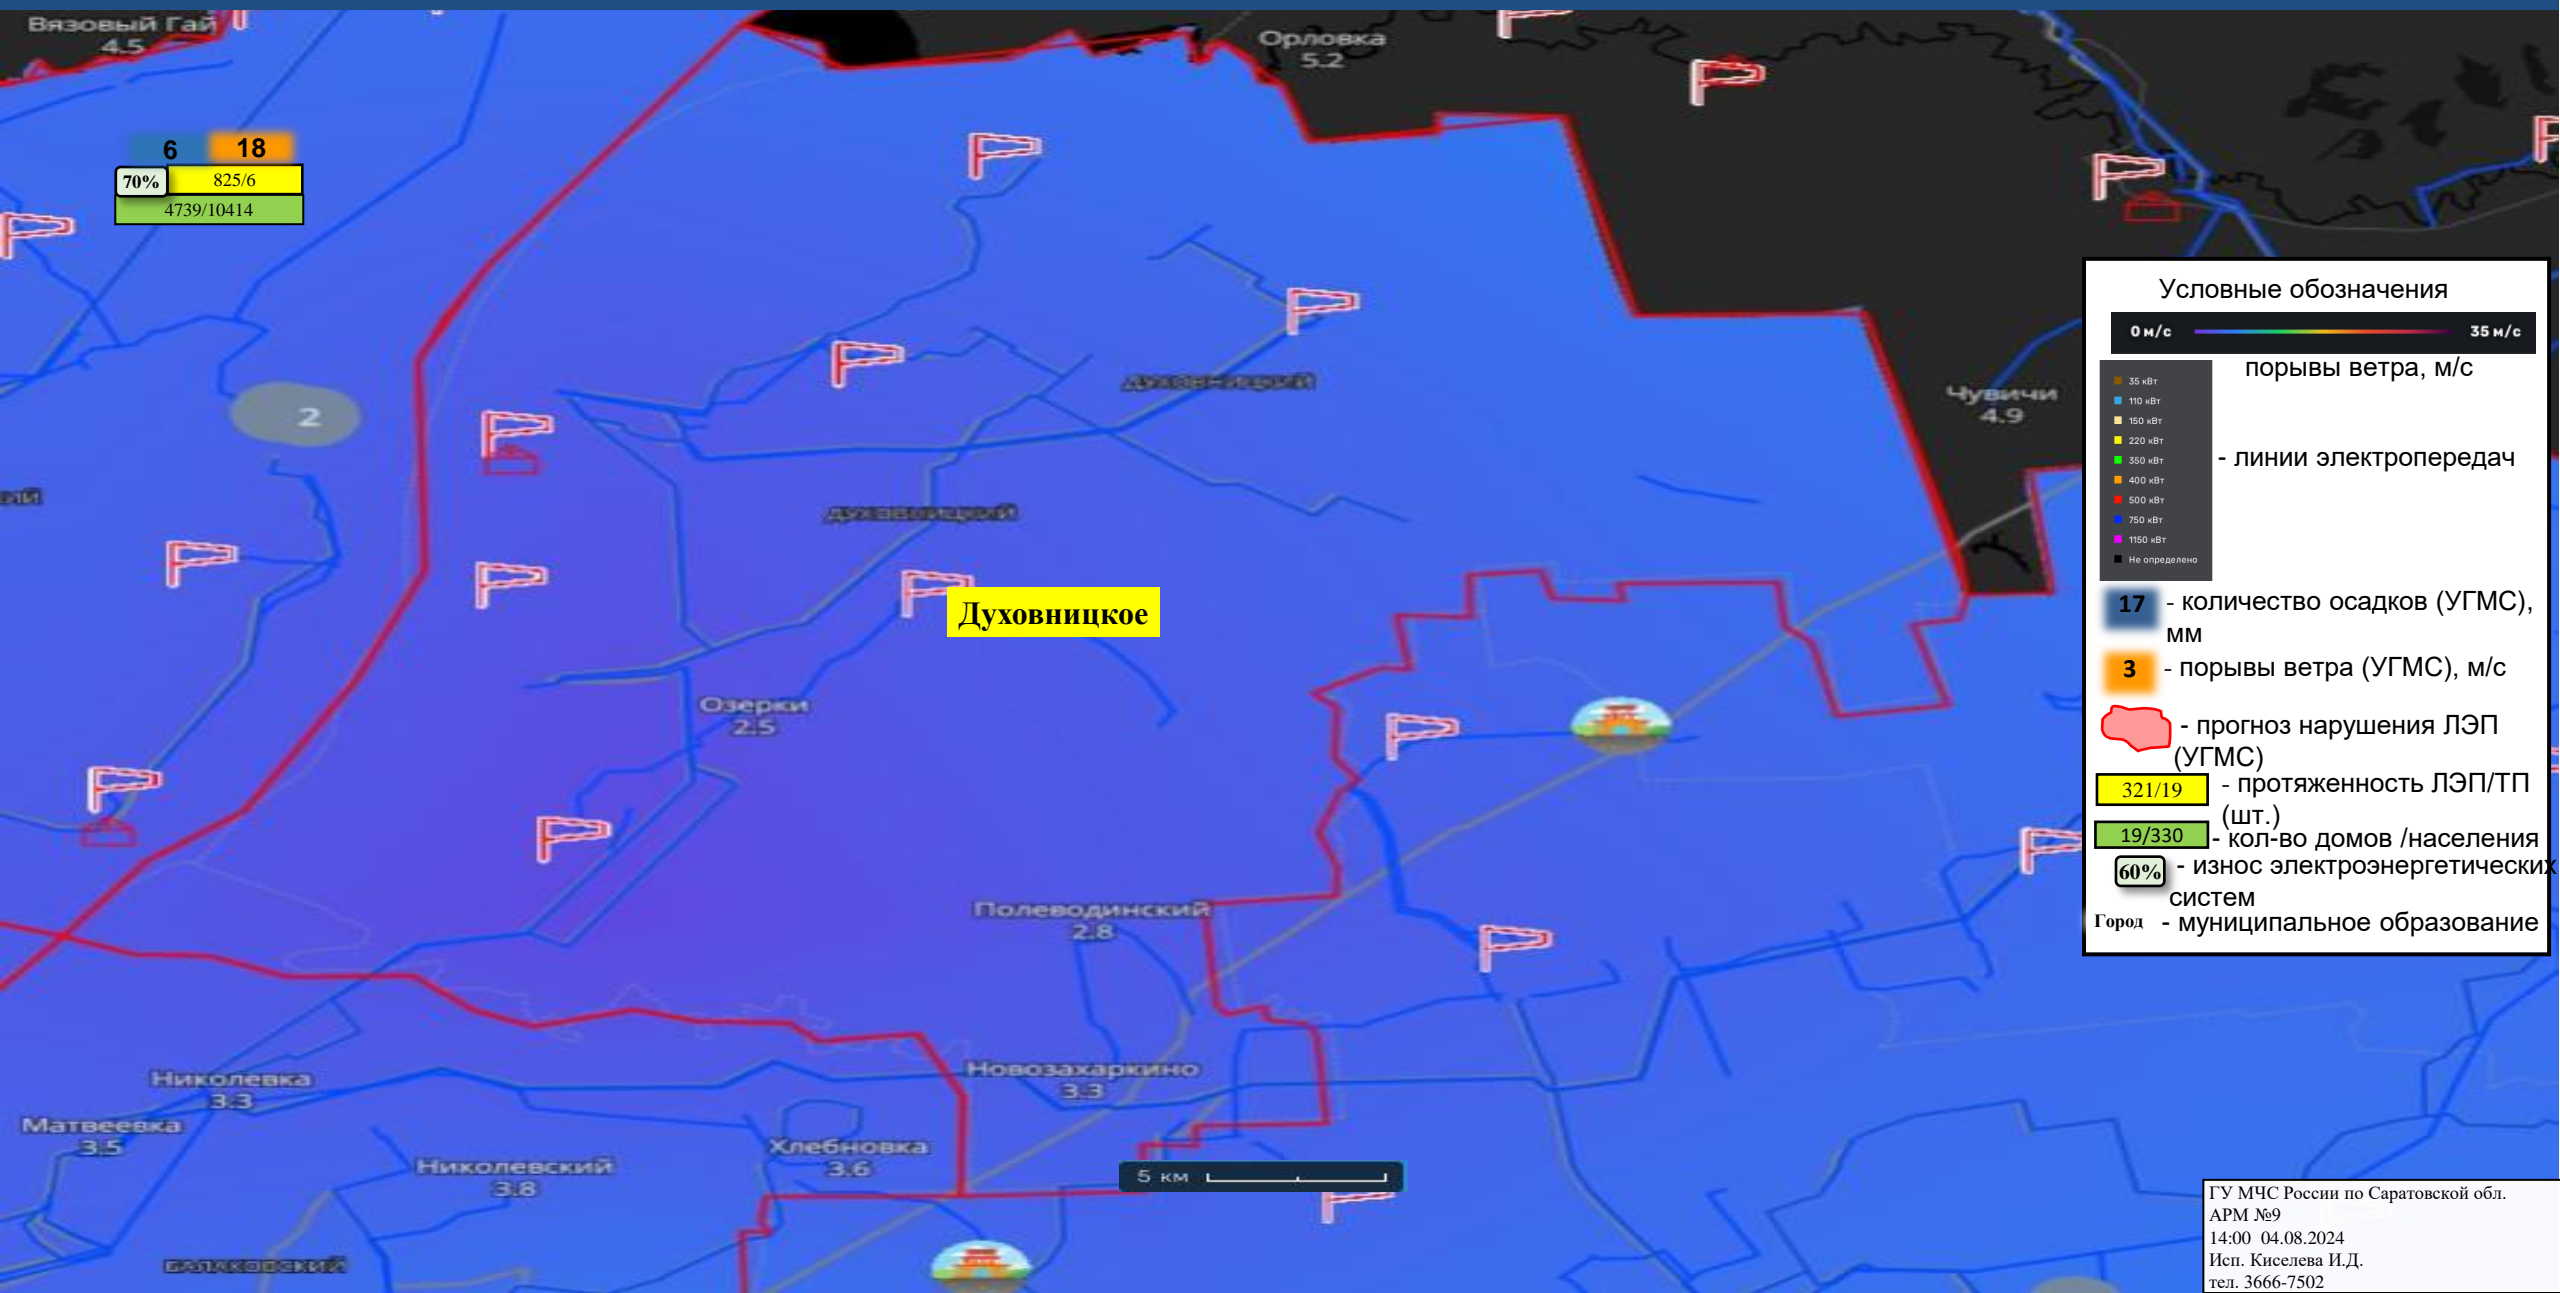 Вязовый Гай
4.5
Орловка
5.2
6 18
70% 825/6
4739/10414
2
духовницкий
Чувичи
4.9
духовницкий
Духовницкое
Озерки
2.5
Полеводинский
2.8
Николевка
3.3
Новозахаркино
3.3
Матвеевка
3.5
Николевский
3.8
Хлебновка
3.6
5 км
балаковский
Условные обозначения
0 м/с 35 м/с
порывы ветра, м/с
35 кВт
110 кВт
150 кВт
220 кВт
350 кВт
400 кВт
500 кВт
750 кВт
1150 кВт
Не определено
- линии электропередач
17 - количество осадков (УГМС),
мм
3 - порывы ветра (УГМС), м/с
- прогноз нарушения ЛЭП
(УГМС)
321/19 - протяженность ЛЭП/ТП
(шт.)
19/330 - кол-во домов /населения
60% - износ электроэнергетических
систем
Город - муниципальное образование
ГУ МЧС России по Саратовской обл.
АРМ №9
14:00 04.08.2024
Исп. Киселева И.Д.
тел. 3666-7502